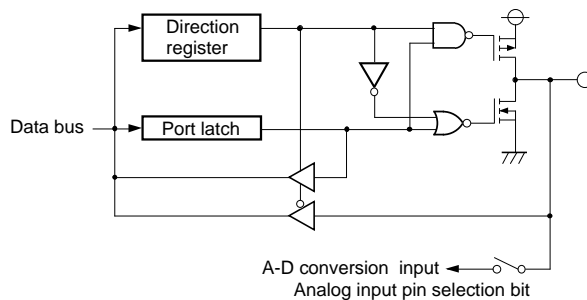 Direction
register
Data bus
Port latch
A-D conversion input
Analog input pin selection bit